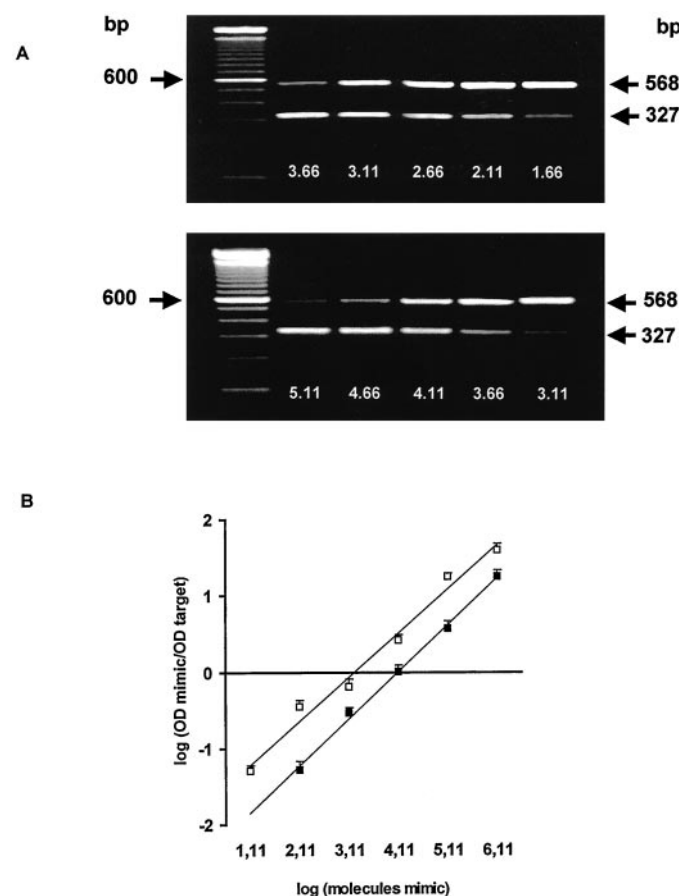 bp bp
A
600 568
327
3.66 3.11 2.66 2.11 1.66
600 568
327
5.11 4.66 4.11 3.66 3.11
B
log (OD mimic/OD target)
2
1
0
-1
-2
1,11 2,11 3,11 4,11 5,11 6,11
log (molecules mimic)